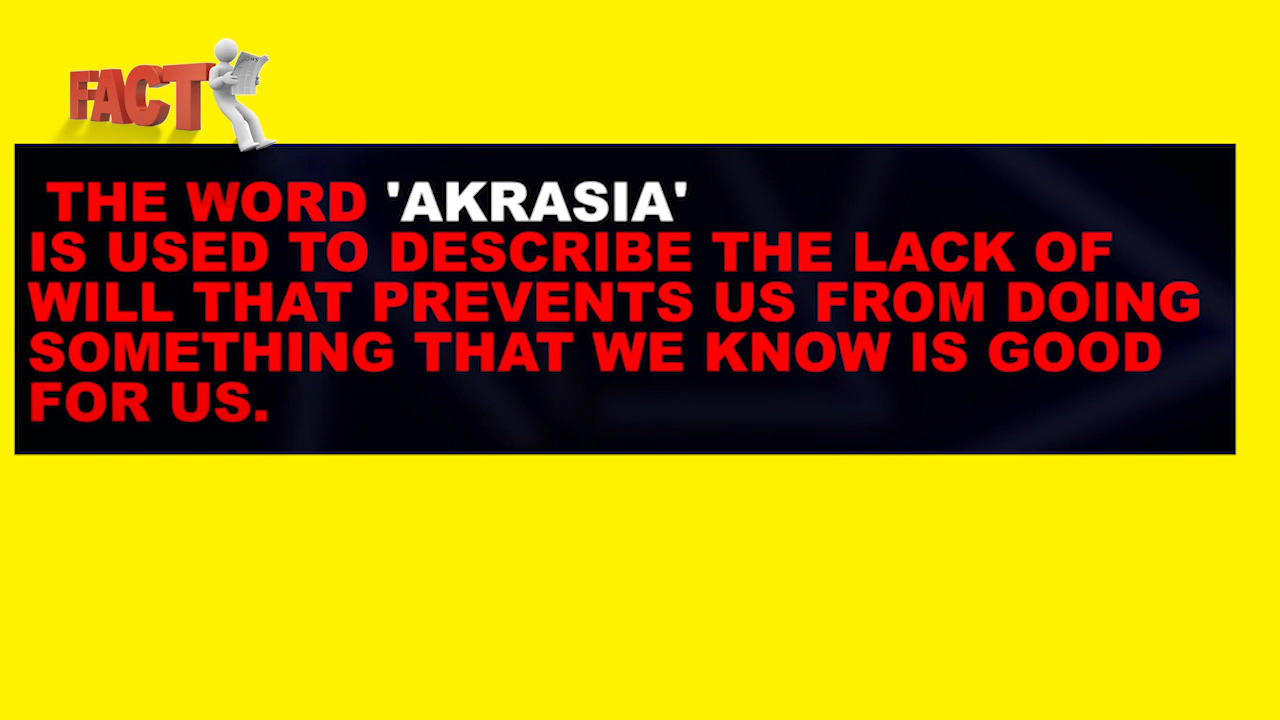 FACT
THE WORD 'AKRASIA'
IS USED TO DESCRIBE THE LACK OF
WILL THAT PREVENTS US FROM DOING
SOMETHING THAT WE KNOW IS GOOD
FOR US.